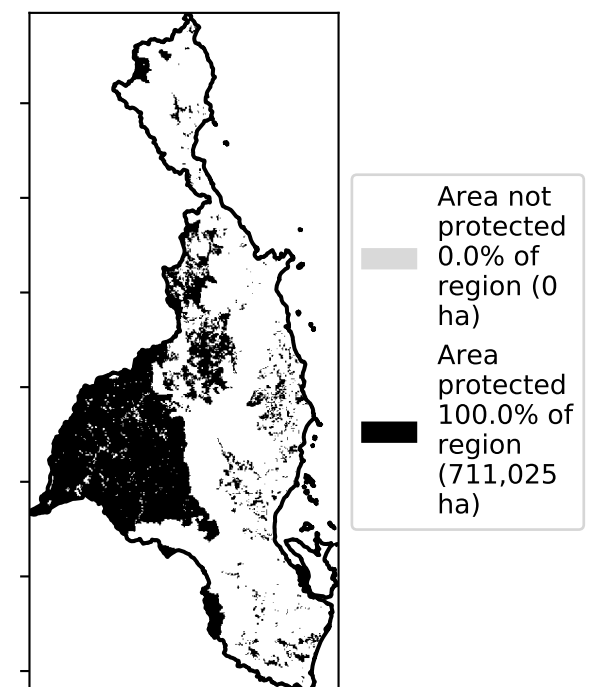 Area not
protected
0.0% of
region (0
ha)
Area
protected
100.0% of
region
(711,025
ha)